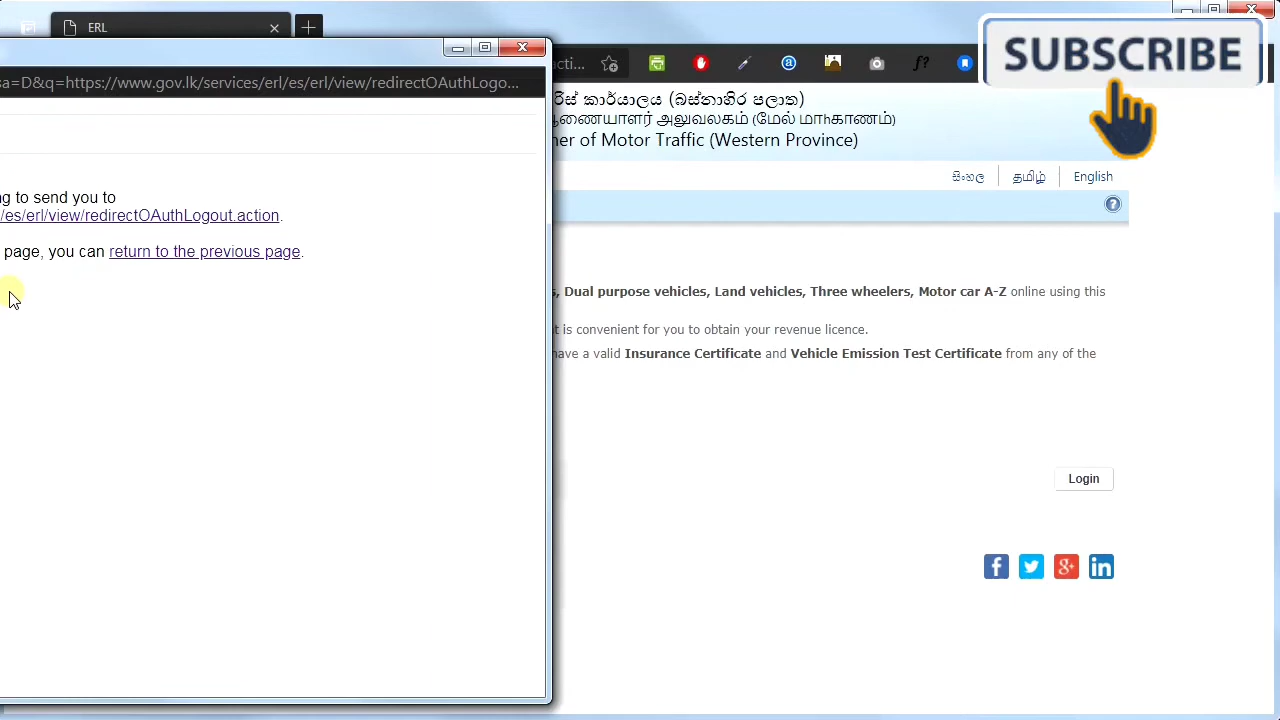 ERL
SUBSCRIBE
sa=D&q=https://www.gov.lk/services/erl/es/erl/view/redirectOAuthLogo...
cti...
f?
රිස් කාර්යාලය (බස්නාහිර පලාත)
ஆணையாளர் அலுவலகம் (மேல் மாகாணம்)
er of Motor Traffic (Western Province)
සිංහල
தமிழ்
English
ng to send you to
/es/erl/view/redirectOAuthLogout.action.
page, you can return to the previous page.
s, Dual purpose vehicles, Land vehicles, Three wheelers, Motor car A-Z online using this
t is convenient for you to obtain your revenue licence.
have a valid Insurance Certificate and Vehicle Emission Test Certificate from any of the
Login